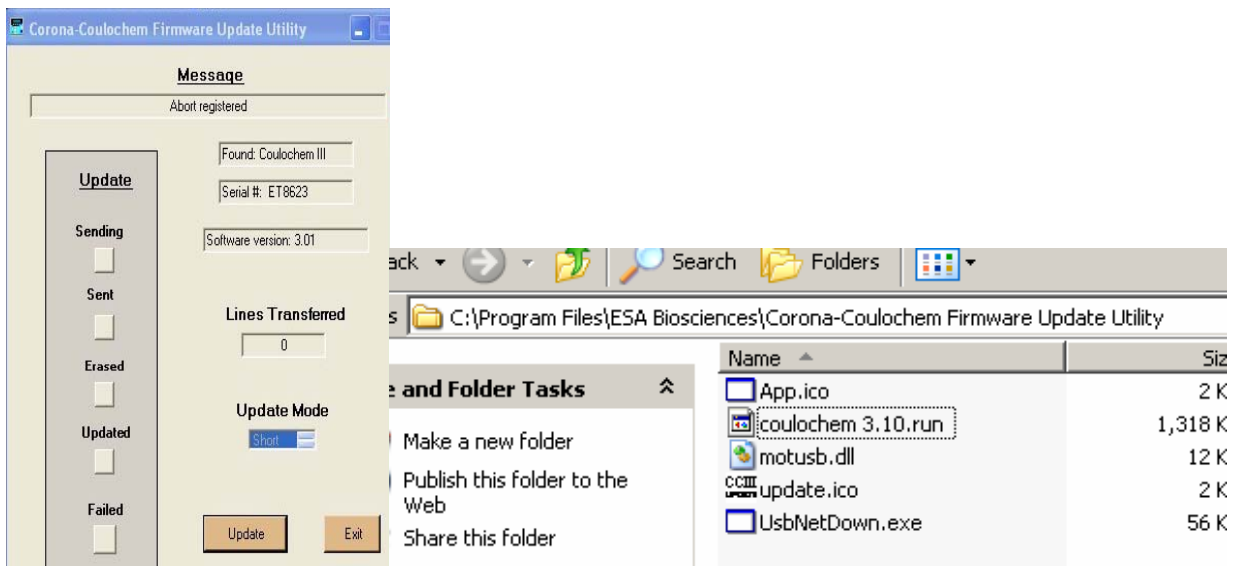 Corona-Coulochem Firmware Update Utility
Message
Abort registered
Found: Coulochem III
Update
Serial #: ET8623
Sending
Software version: 3.01
Sent
Lines Transferred
0
Erased
Update Mode
Short
Updated
Failed
Update
Exit
ack
Search
Folders
s
C:\Program Files\ESA Biosciences\Corona-Coulochem Firmware Update Utility
Name
Siz
e and Folder Tasks
Make a new folder
Publish this folder to the
Web
Share this folder
App.ico
2 K
coulochem 3.10.run
1,318 K
motusb.dll
12 K
update.ico
2 K
UsbNetDown.exe
56 K